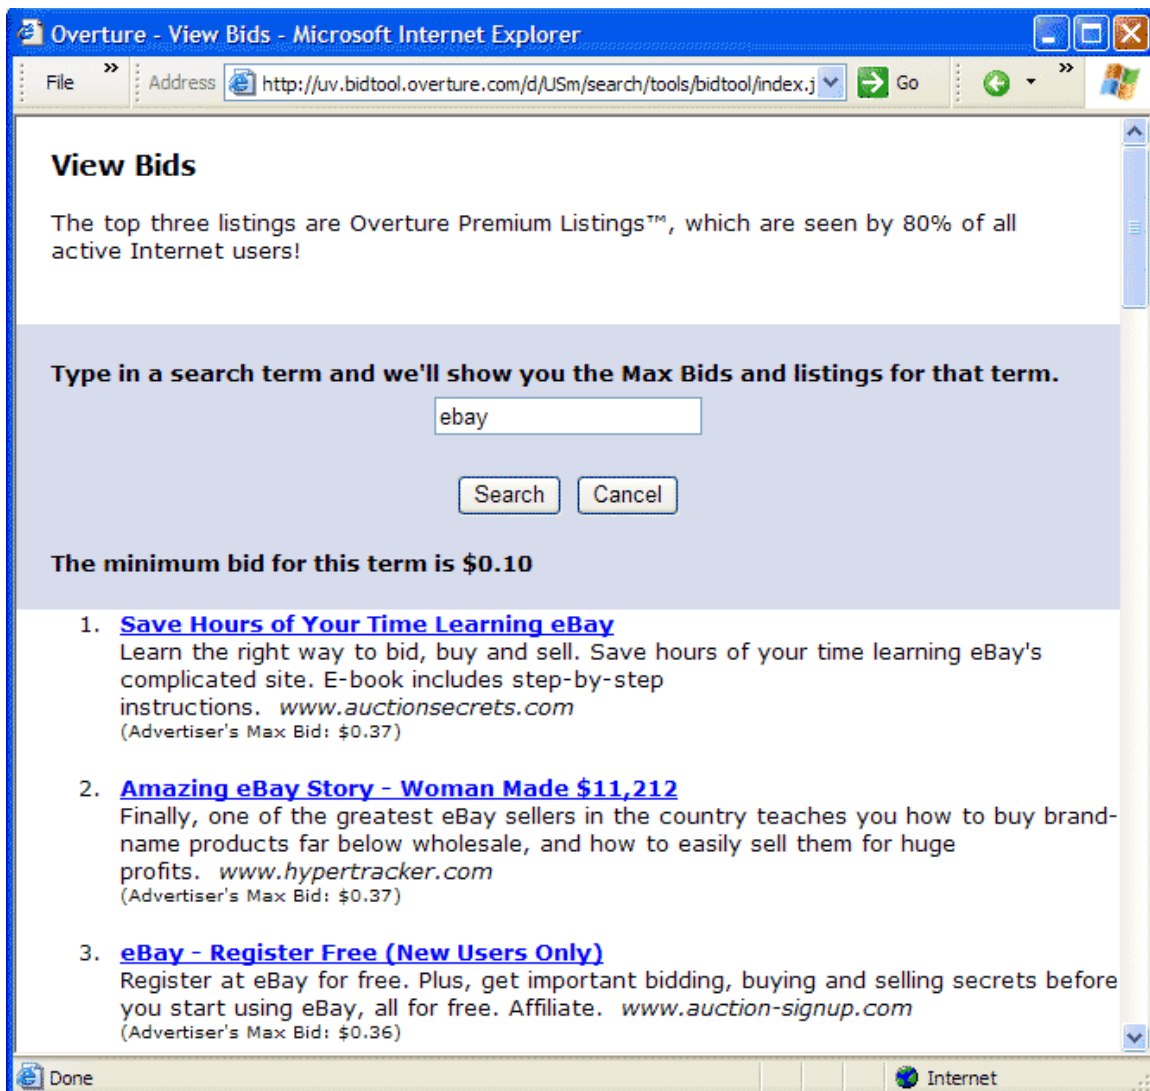 Overture - View Bids - Microsoft Internet Explorer
File » Address http://uv.bidtool.overture.com/d/USm/search/tools/bidtool/index.j Go »
View Bids
The top three listings are Overture Premium Listings™, which are seen by 80% of all
active Internet users!
Type in a search term and we'll show you the Max Bids and listings for that term.
ebay
Search Cancel
The minimum bid for this term is $0.10
1. Save Hours of Your Time Learning eBay
Learn the right way to bid, buy and sell. Save hours of your time learning eBay's
complicated site. E-book includes step-by-step
instructions. www.auctionsecrets.com
(Advertiser's Max Bid: $0.37)
2. Amazing eBay Story - Woman Made $11,212
Finally, one of the greatest eBay sellers in the country teaches you how to buy brand-
name products far below wholesale, and how to easily sell them for huge
profits. www.hypertracker.com
(Advertiser's Max Bid: $0.37)
3. eBay - Register Free (New Users Only)
Register at eBay for free. Plus, get important bidding, buying and selling secrets before
you start using eBay, all for free. Affiliate. www.auction-signup.com
(Advertiser's Max Bid: $0.36)
Done Internet